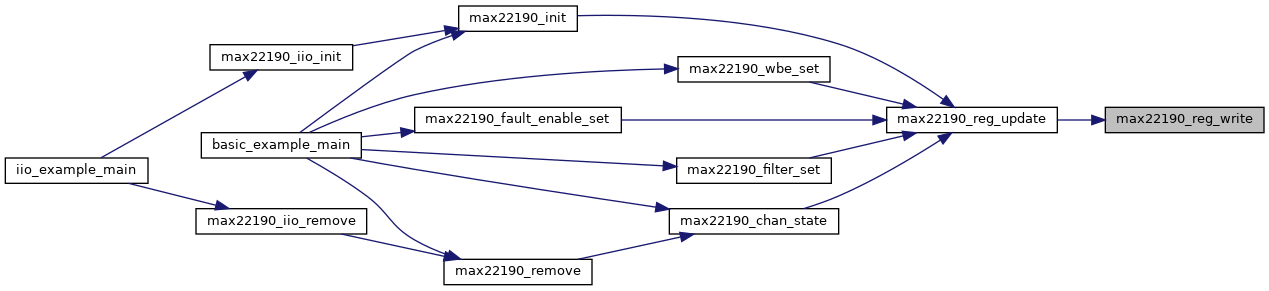 max22190_init
max22190_iio_init
max22190_wbe_set
max22190_fault_enable_set
max22190_reg_update
max22190_reg_write
basic_example_main
iio_example_main
max22190_filter_set
max22190_iio_remove
max22190_chan_state
max22190_remove